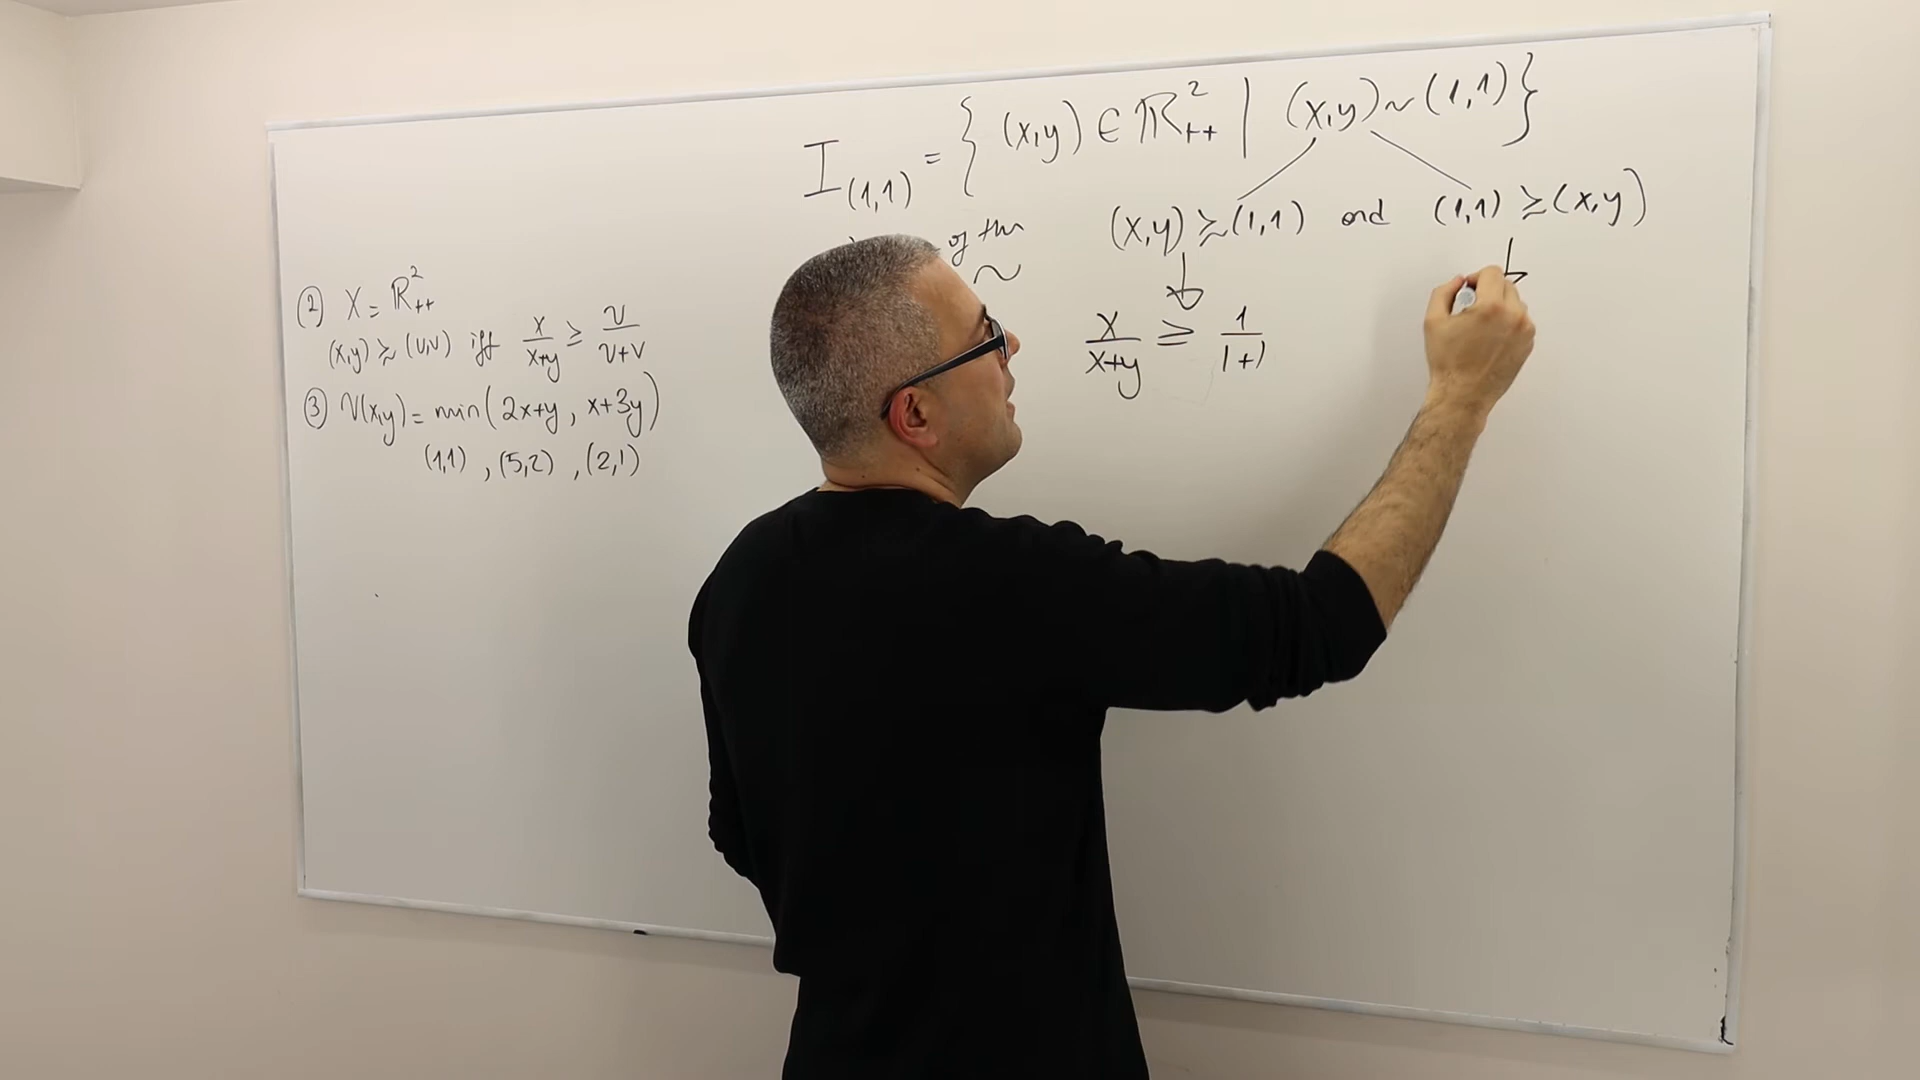 ② X = ℝ²₊₊
(x,y) ≿ (u,v) iff x/(x+y) ≥ u/(u+v)
③ U(x,y) = min(2x+y, x+3y)
(1,1), (5,2), (2,1)
I₍₁,₁₎ = { (x,y) ∈ ℝ²₊₊ | (x,y) ~ (1,1) }
of the
~
(x,y) ≿ (1,1) and (1,1) ≿ (x,y)
x/(x+y) ≥ 1/(1+1)